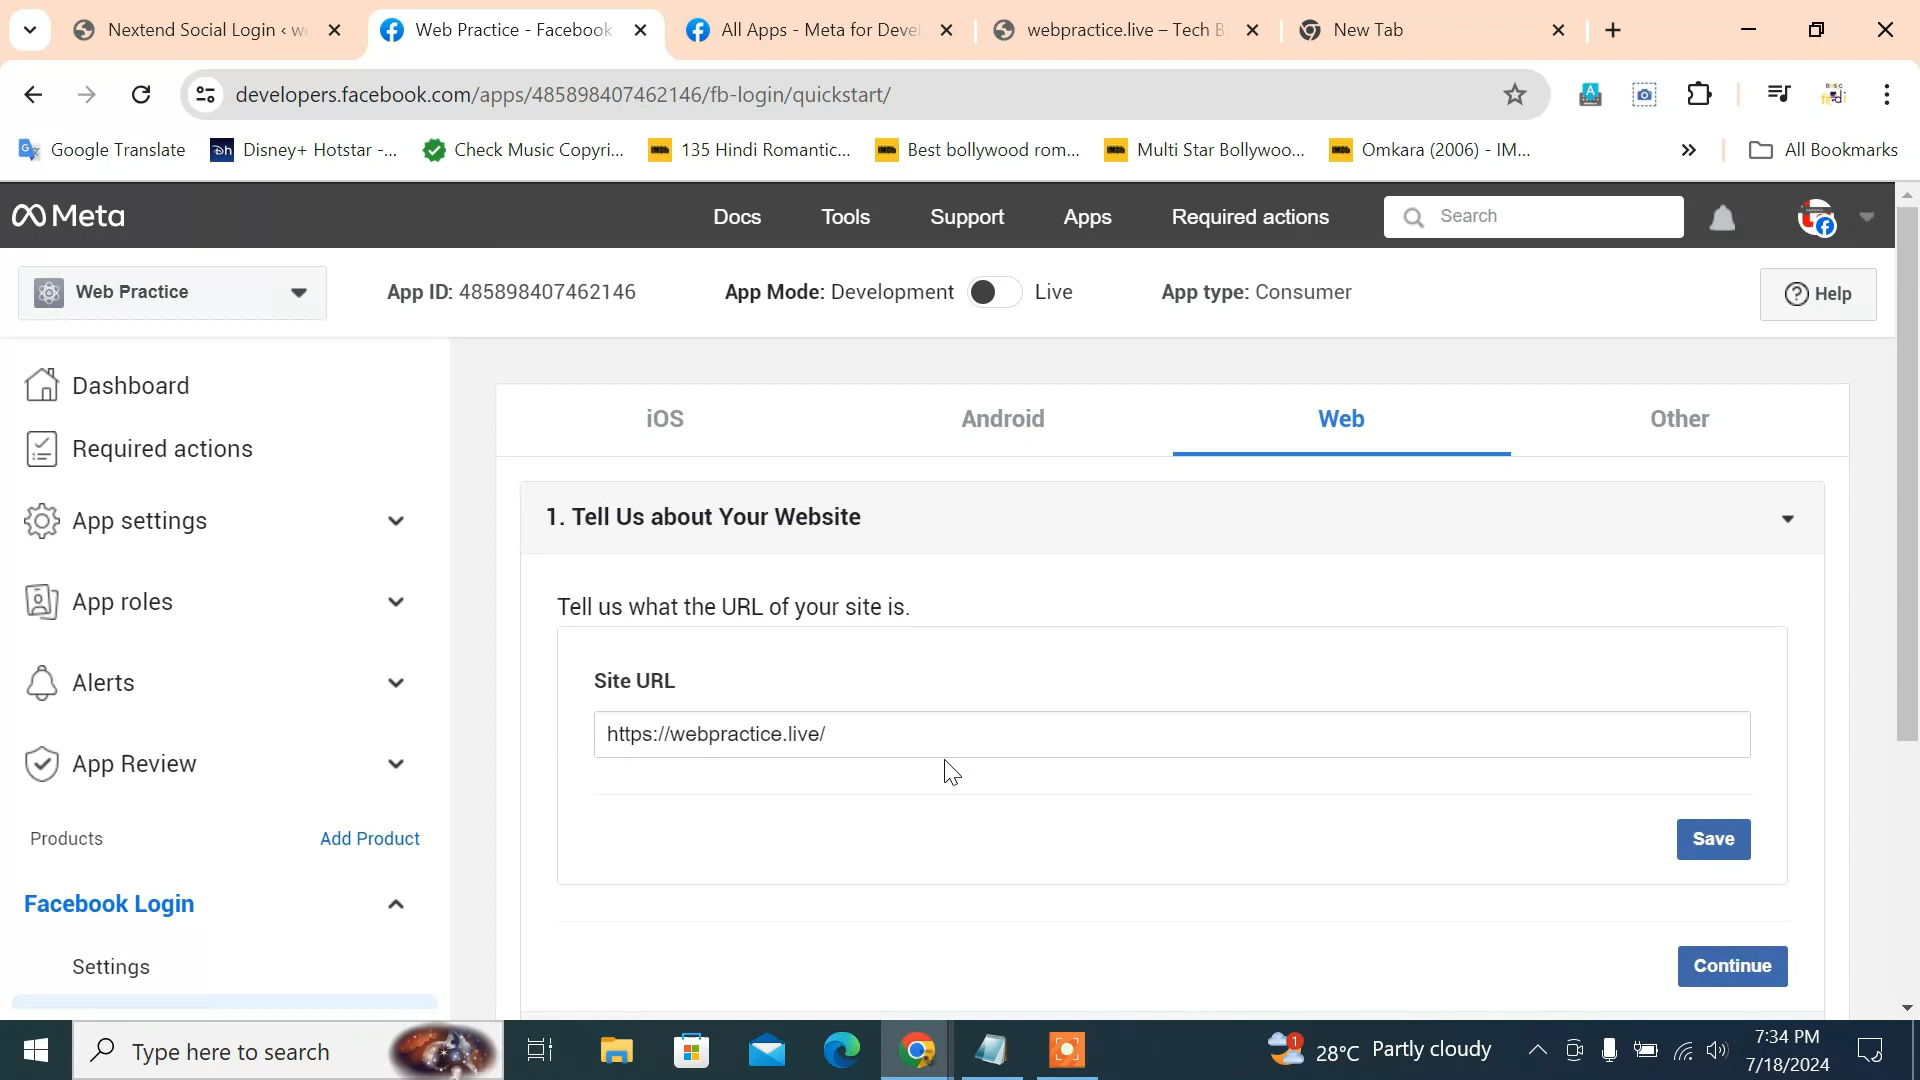 Nextend Social Login ‹ we
Web Practice - Facebook
All Apps - Meta for Devel
webpractice.live – Tech B
New Tab
developers.facebook.com/apps/485898407462146/fb-login/quickstart/
Google Translate
Disney+ Hotstar -...
Check Music Copyri...
135 Hindi Romantic...
Best bollywood rom...
Multi Star Bollywoo...
Omkara (2006) - IM...
All Bookmarks
Meta
Docs
Tools
Support
Apps
Required actions
Search
Web Practice
App ID: 485898407462146
App Mode: Development
Live
App type: Consumer
Help
Dashboard
Required actions
App settings
App roles
Alerts
App Review
Products
Add Product
Facebook Login
Settings
iOS
Android
Web
Other
1. Tell Us about Your Website
Tell us what the URL of your site is.
Site URL
https://webpractice.live/
Save
Continue
Type here to search
1
28°C Partly cloudy
7:34 PM
7/18/2024